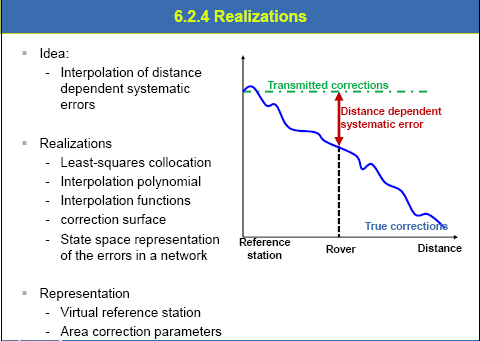 6.2.4 Realizations
▪ Idea:
- Interpolation of distance
dependent systematic
errors
▪ Realizations
- Least-squares collocation
- Interpolation polynomial
- Interpolation functions
- correction surface
- State space representation
of the errors in a network
▪ Representation
- Virtual reference station
- Area correction parameters
Transmitted corrections
Distance dependent
systematic error
True corrections
Reference
station
Rover
Distance